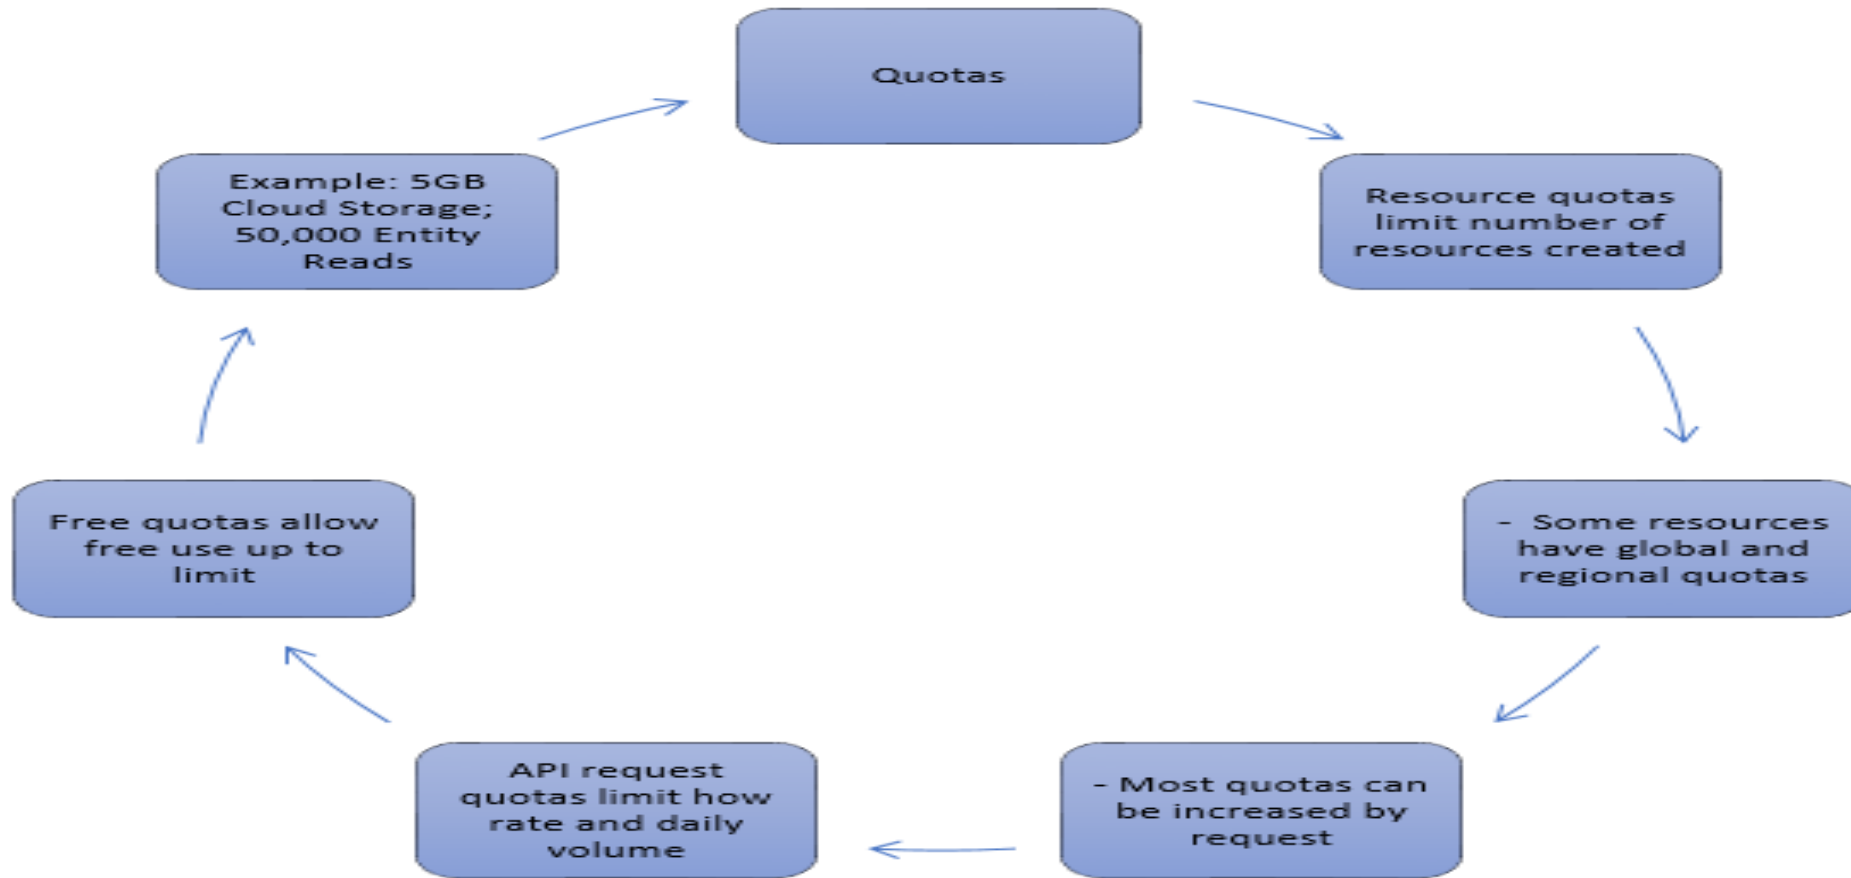 Quotas
Resource quotas
limit number of
resources created
- Some resources
have global and
regional quotas
- Most quotas can
be increased by
request
API request
quotas limit how
rate and daily
volume
Free quotas allow
free use up to
limit
Example: 5GB
Cloud Storage;
50,000 Entity
Reads